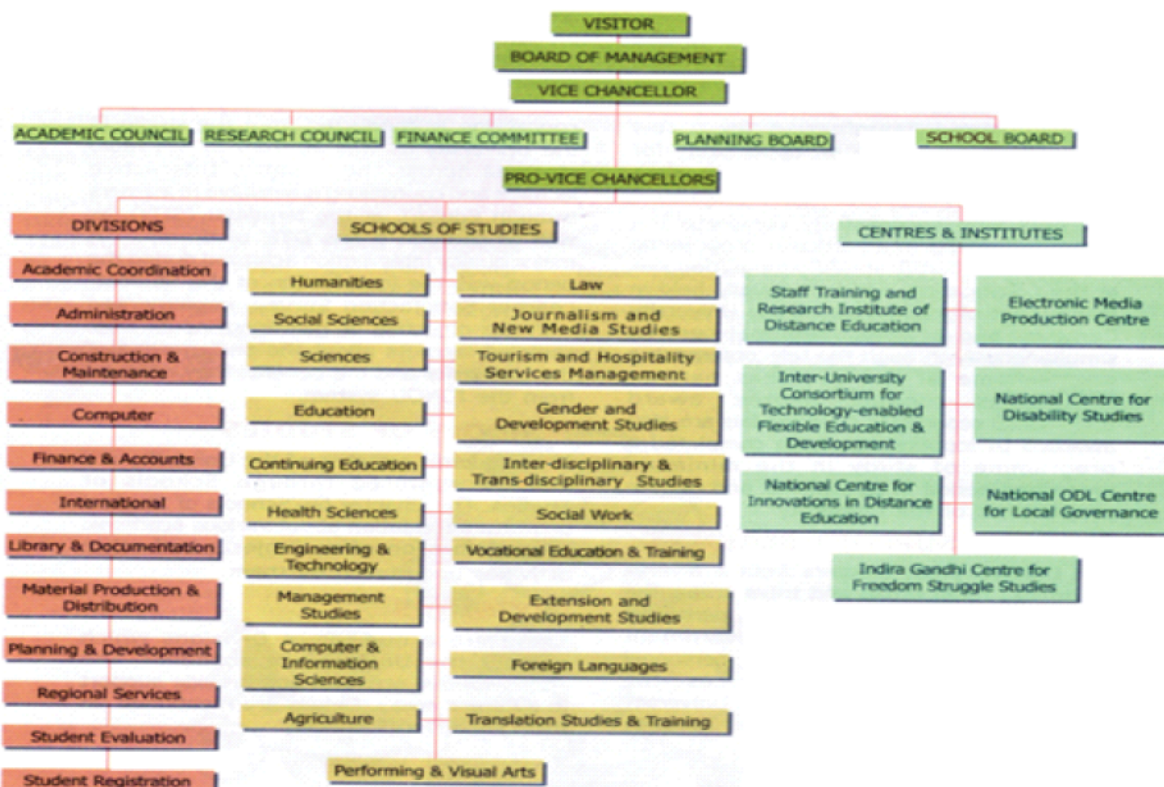 VISITOR
BOARD OF MANAGEMENT
VICE CHANCELLOR
ACADEMIC COUNCIL
RESEARCH COUNCIL
FINANCE COMMITTEE
PLANNING BOARD
SCHOOL BOARD
PRO-VICE CHANCELLORS
DIVISIONS
Academic Coordination
Administration
Construction &
Maintenance
Computer
Finance & Accounts
International
Library & Documentation
Material Production &
Distribution
Planning & Development
Regional Services
Student Evaluation
Student Registration
SCHOOLS OF STUDIES
Humanities
Law
Social Sciences
Journalism and
New Media Studies
Sciences
Tourism and Hospitality
Services Management
Education
Gender and
Development Studies
Continuing Education
Inter-disciplinary &
Trans-disciplinary Studies
Health Sciences
Social Work
Engineering &
Technology
Vocational Education & Training
Management
Studies
Extension and
Development Studies
Computer &
Information
Sciences
Foreign Languages
Agriculture
Translation Studies & Training
Performing & Visual Arts
CENTRES & INSTITUTES
Staff Training and
Research Institute of
Distance Education
Electronic Media
Production Centre
Inter-University
Consortium for
Technology-enabled
Flexible Education &
Development
National Centre for
Disability Studies
National Centre for
Innovations in Distance
Education
National ODL Centre
for Local Governance
Indira Gandhi Centre for
Freedom Struggle Studies